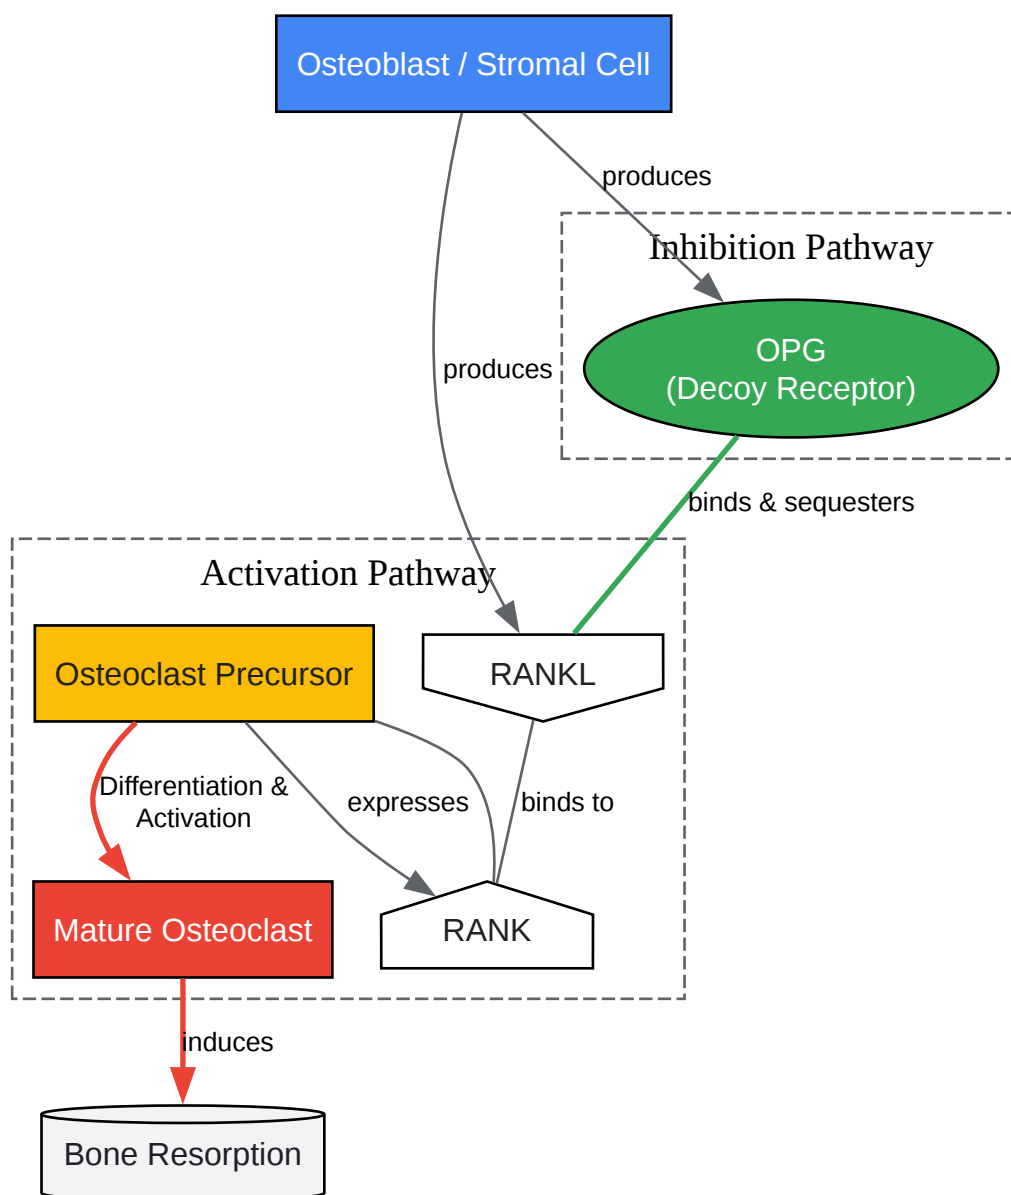 Osteoblast / Stromal Cell
produces
Inhibition Pathway
OPG
(Decoy Receptor)
produces
binds & sequesters
Activation Pathway
Osteoclast Precursor
RANKL
Differentiation &
Activation
expresses
binds to
Mature Osteoclast
RANK
induces
Bone Resorption